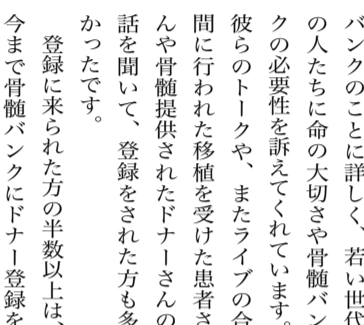 バンクのことに詳しく、若い世代
の人たちに命の大切さや骨髄バン
クの必要性を訴えてくれています。
彼らのトークや、またライブの合
間に行われた移植を受けた患者さ
んや骨髄提供されたドナーさんの
話を聞いて、登録をされた方も多
かったです。
登録に来られた方の半数以上は、
今まで骨髄バンクにドナー登録を